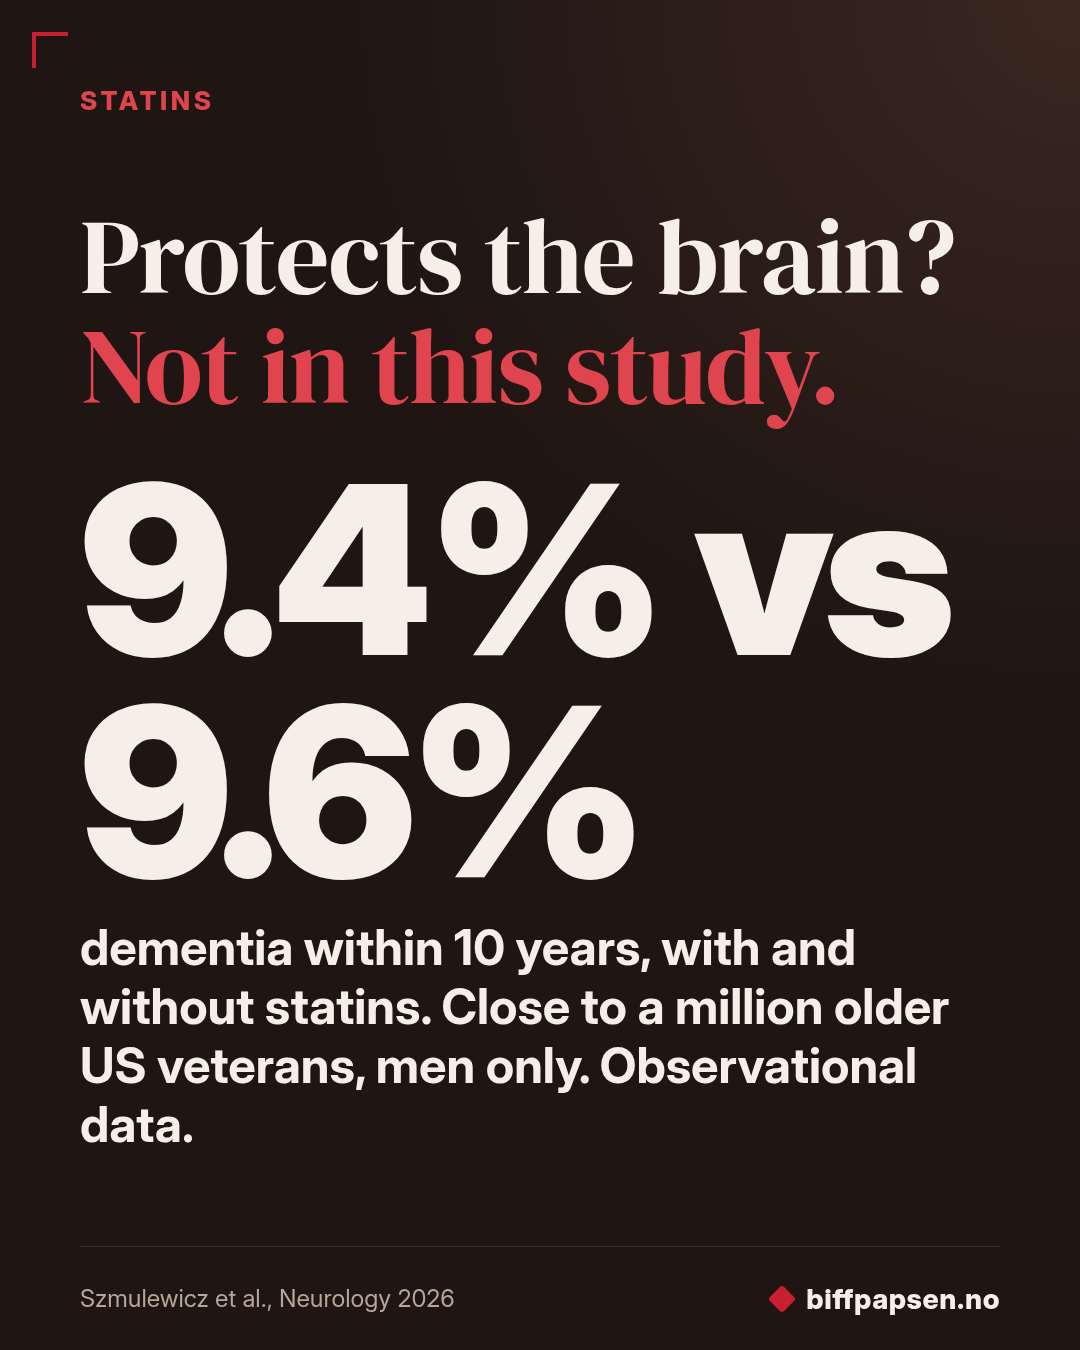 STATINS
Protects the brain?
Not in this study.
9.4% vs
9.6%
dementia within 10 years, with and
without statins. Close to a million older
US veterans, men only. Observational
data.
Szmulewicz et al., Neurology 2026
biffpapsen.no